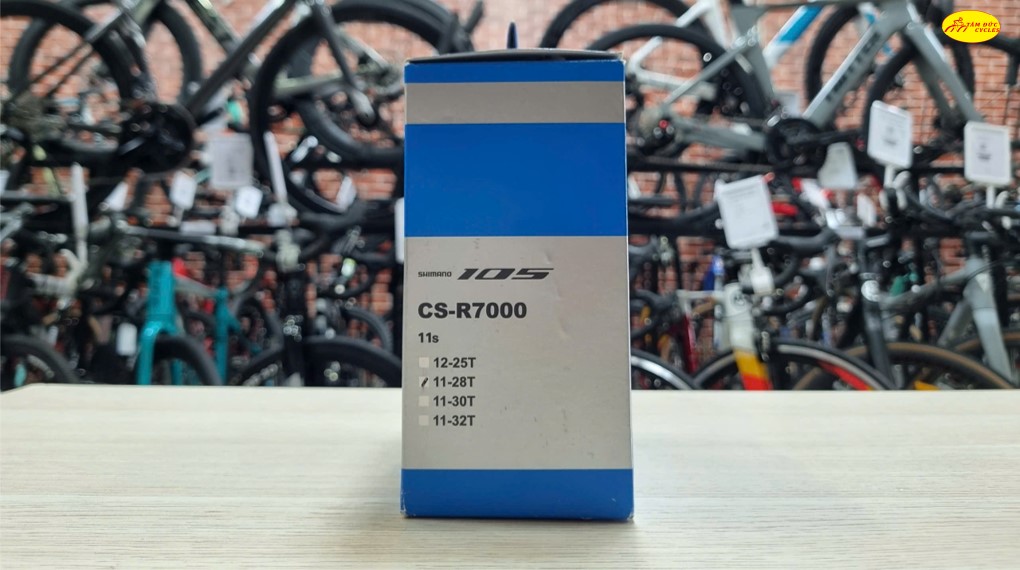 TÂM ĐỨC
CYCLES
SHIMANO 105
CS-R7000
11s
12-25T
11-28T
11-30T
11-32T